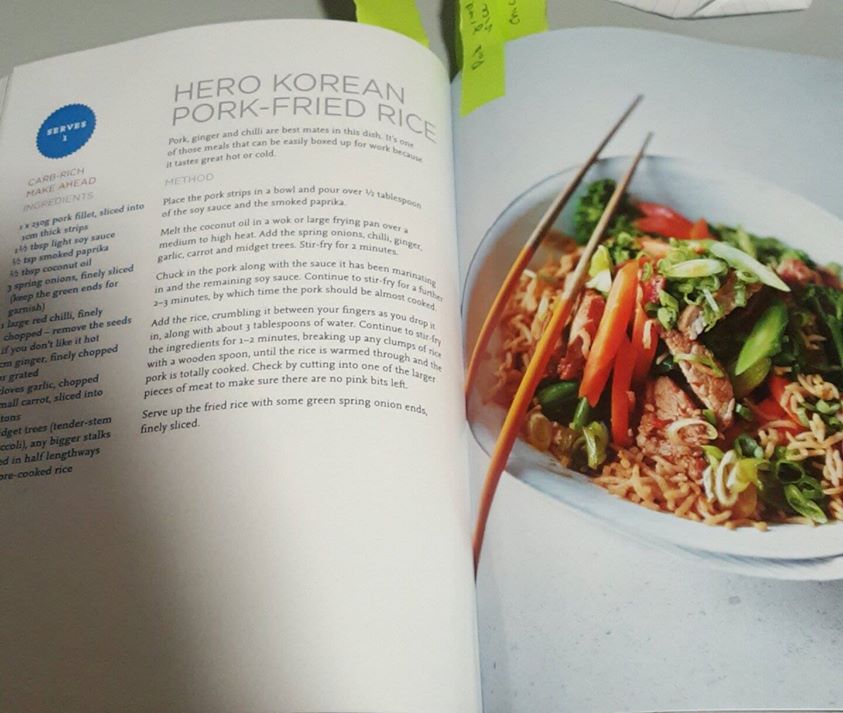 SERVES
1
CARB-RICH
MAKE AHEAD
INGREDIENTS
1 x 250g pork fillet, sliced into
1cm thick strips
1½ tbsp light soy sauce
½ tsp smoked paprika
½ tbsp coconut oil
3 spring onions, finely sliced
(keep the green ends for
garnish)
large red chilli, finely
chopped – remove the seeds
if you don't like it hot
cm ginger, finely chopped
or grated
cloves garlic, chopped
small carrot, sliced into
midget trees (tender-stem
broccoli), any bigger stalks
in half lengthways
pre-cooked rice
HERO KOREAN
PORK-FRIED RICE
Pork, ginger and chilli are best mates in this dish. It's one
of those meals that can be easily boxed up for work because
it tastes great hot or cold.
METHOD
Place the pork strips in a bowl and pour over ½ tablespoon
of the soy sauce and the smoked paprika.
Melt the coconut oil in a wok or large frying pan over a
medium to high heat. Add the spring onions, chilli, ginger,
garlic, carrot and midget trees. Stir-fry for 2 minutes.
Chuck in the pork along with the sauce it has been marinating
in and the remaining soy sauce. Continue to stir-fry for a further
2–3 minutes, by which time the pork should be almost cooked.
Add the rice, crumbling it between your fingers as you drop it
in, along with about 3 tablespoons of water. Continue to stir-fry
the ingredients for 1–2 minutes, breaking up any clumps of rice
with a wooden spoon, until the rice is warmed through and the
pork is totally cooked. Check by cutting into one of the larger
pieces of meat to make sure there are no pink bits left.
Serve up the fried rice with some green spring onion ends,
finely sliced.